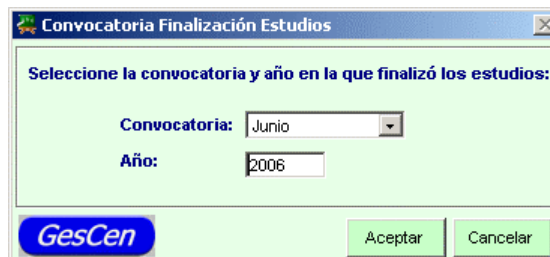 Convocatoria Finalización Estudios
Seleccione la convocatoria y año en la que finalizó los estudios:
Convocatoria: Junio
Año: 2006
GesCen Aceptar Cancelar